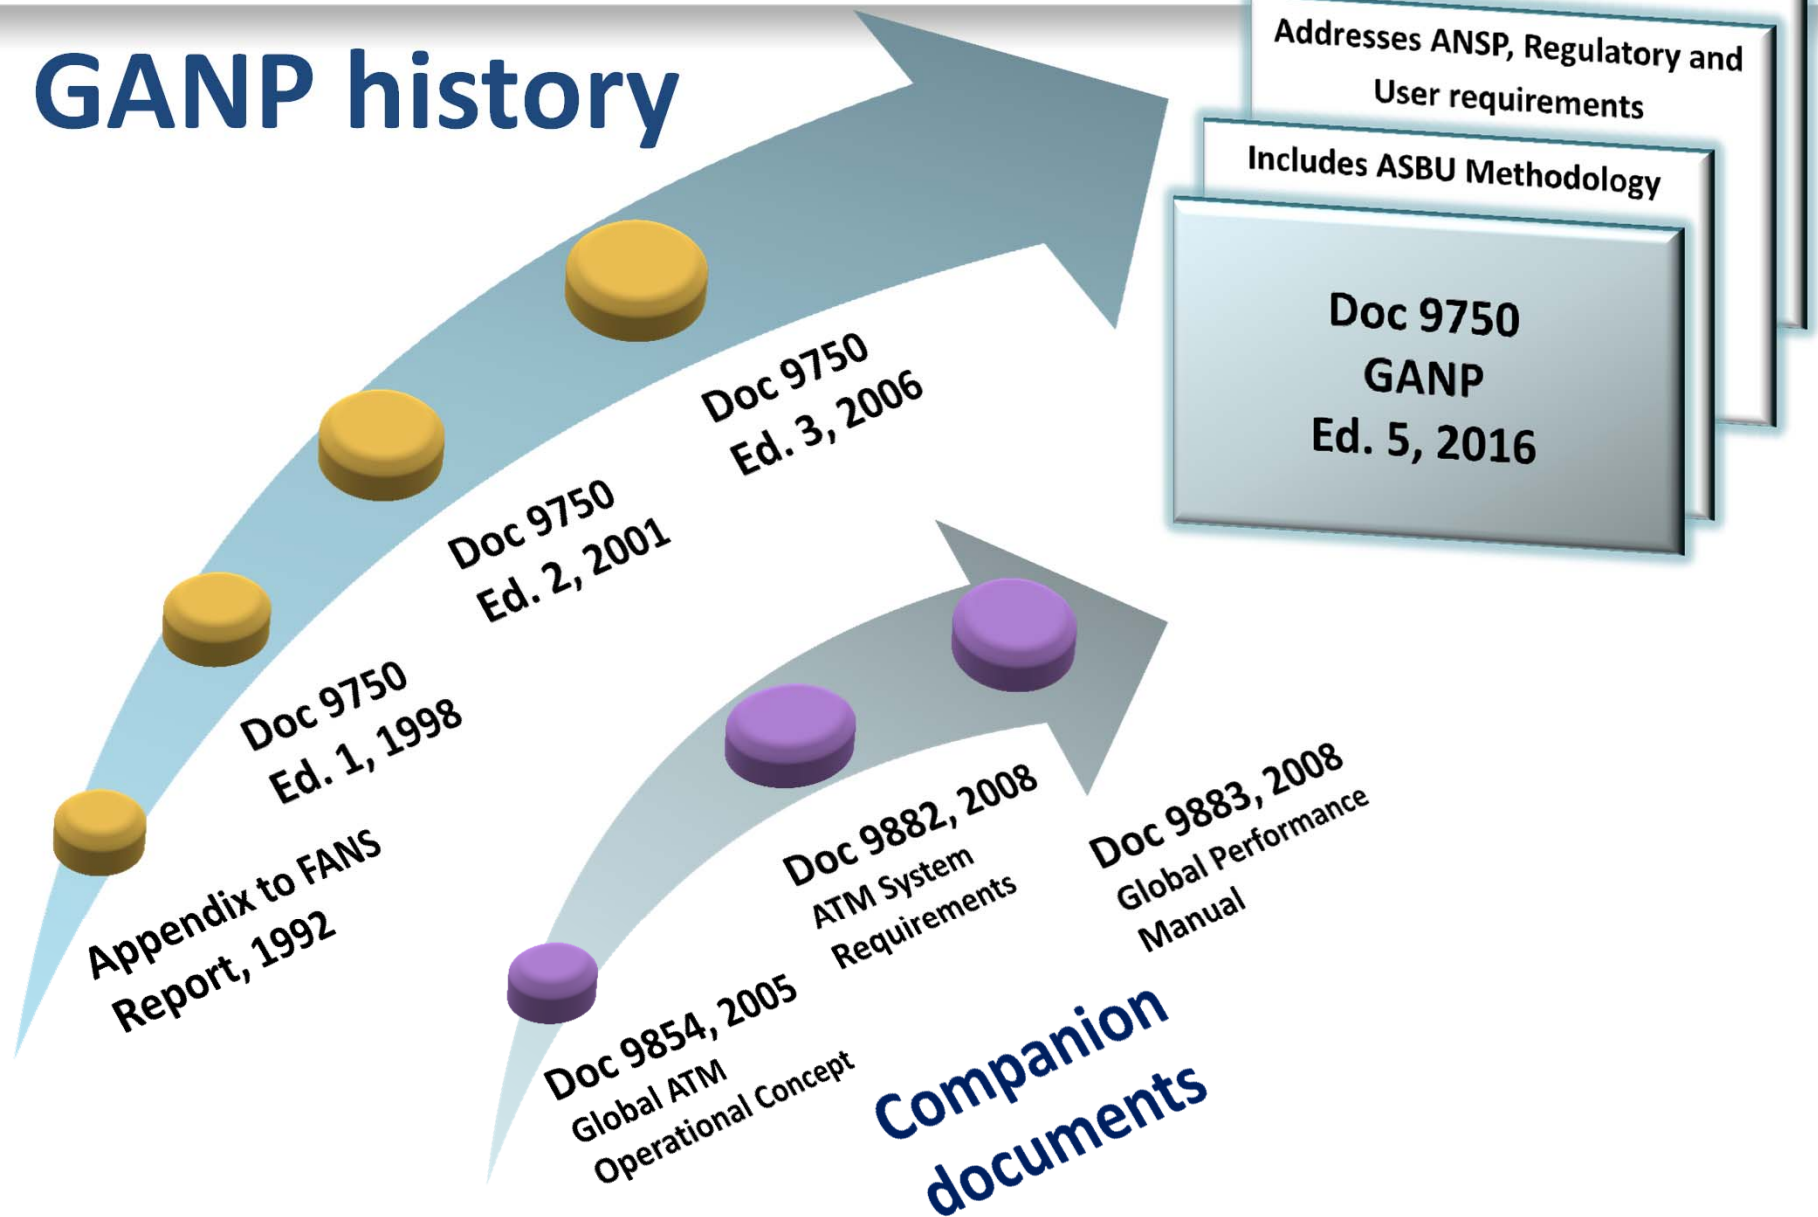 GANP history
Addresses ANSP, Regulatory and
User requirements
Includes ASBU Methodology
Doc 9750
GANP
Ed. 5, 2016
Doc 9750
Ed. 3, 2006
Doc 9750
Ed. 2, 2001
Doc 9750
Ed. 1, 1998
Appendix to FANS
Report, 1992
Doc 9883, 2008
Global Performance
Manual
Doc 9882, 2008
ATM System
Requirements
Doc 9854, 2005
Global ATM
Operational Concept
Companion
documents